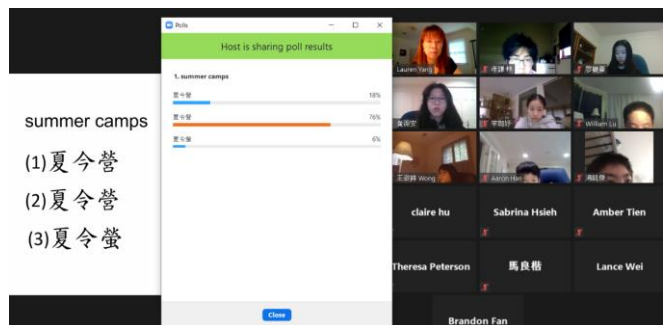 summer camps
(1)夏令營
(2)夏令營
(3)夏令螢
Polls
Host is sharing poll results
1. summer camps
18%
76%
6%
Close
Lauren Yang
William Lu
Wong
Aaron Han
claire hu
Sabrina Hsieh
Amber Tien
Theresa Peterson
馬良楷
Lance Wei
Brandon Fan